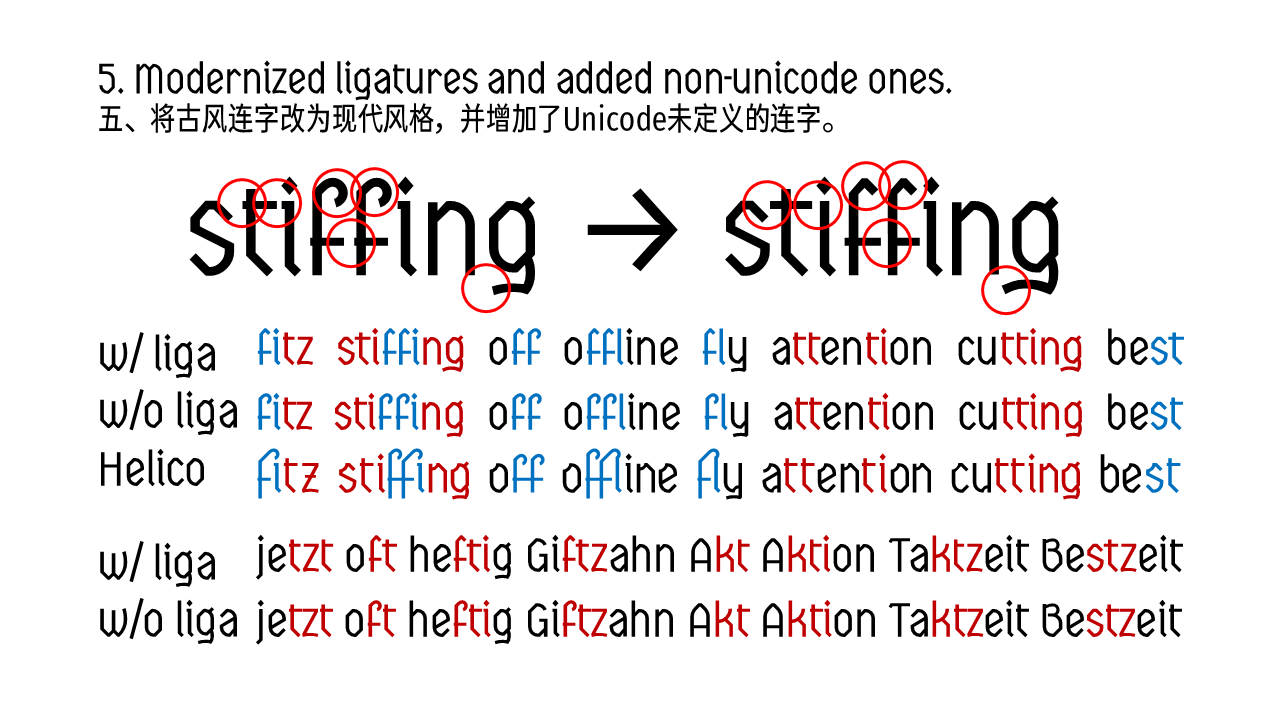 5. Modernized ligatures and added non-unicode ones.
五、将古风连字改为现代风格，并增加了Unicode未定义的连字。
stiffing → stiffing
w/ liga fitz stiffing off offline fly attention cutting best
w/o liga fitz stiffing off offline fly attention cutting best
Helico fitz stiffing off offline fly attention cutting best
w/ liga jetzt oft heftig Giftzahn Akt Aktion Taktzeit Bestzeit
w/o liga jetzt oft heftig Giftzahn Akt Aktion Taktzeit Bestzeit